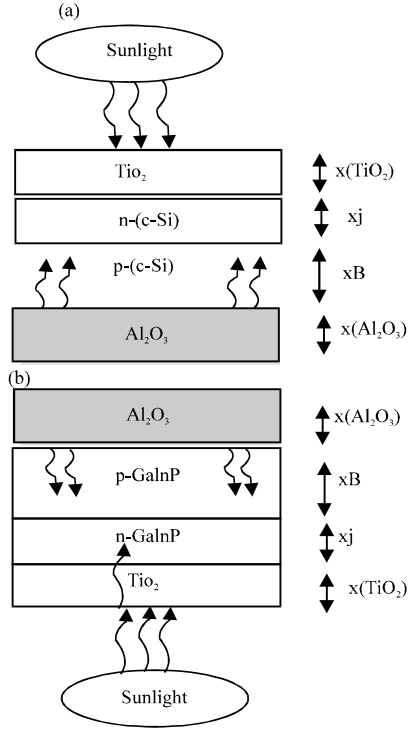 (a)
Sunlight
Tio₂ x(TiO₂)
n-(c-Si) xj
p-(c-Si) xB
Al₂O₃ x(Al₂O₃)
(b)
Al₂O₃ x(Al₂O₃)
p-GalnP xB
n-GalnP xj
Tio₂ x(TiO₂)
Sunlight